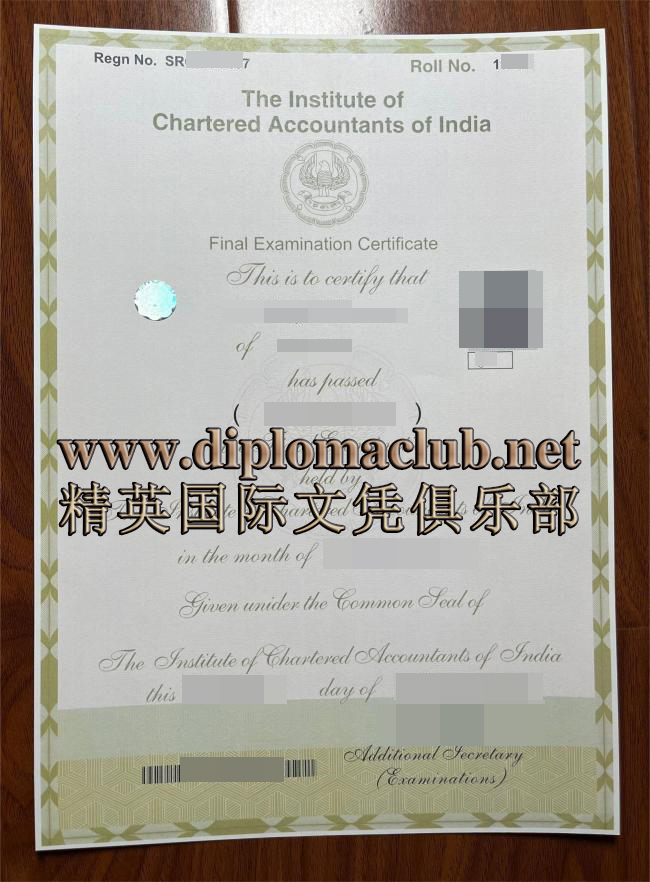 Regn No. SR 7
Roll No. 1
The Institute of
Chartered Accountants of India
Final Examination Certificate
This is to certify that
of
has passed
( )
www.diplomaclub.net
held by
精英国际文凭俱乐部
in the month of
Given under the Common Seal of
The Institute of Chartered Accountants of India
this day of
Additional Secretary
(Examinations)